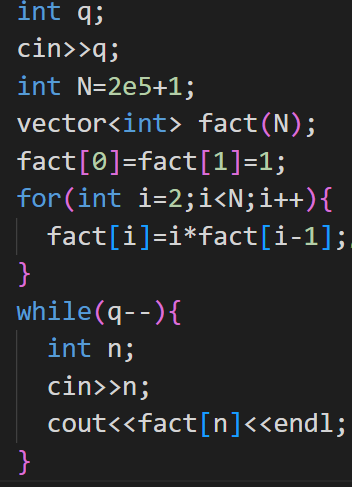 int q;
cin>>q;
int N=2e5+1;
vector<int> fact(N);
fact[0]=fact[1]=1;
for(int i=2;i<N;i++){
fact[i]=i*fact[i-1];
}
while(q--){
int n;
cin>>n;
cout<<fact[n]<<endl;
}